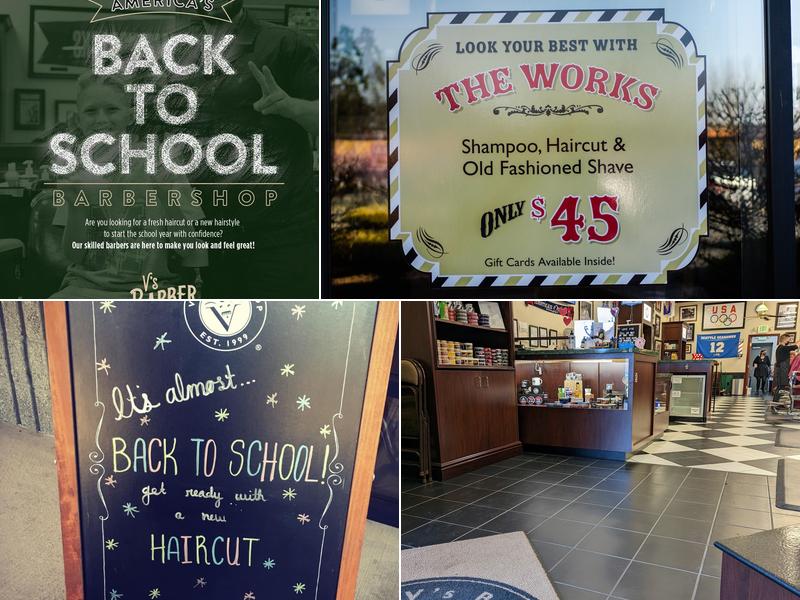 AMERICA'S
BACK
TO
SCHOOL
BARBERSHOP
Are you looking for a fresh haircut or a new hairstyle
to start the school year with confidence?
Our skilled barbers are here to make you look and feel great!
V's
BARBER
LOOK YOUR BEST WITH
THE WORKS
Shampoo, Haircut &
Old Fashioned Shave
ONLY $45
Gift Cards Available Inside!
V
EST. 1999
®
It's almost...
BACK TO SCHOOL!
get ready with
a new
HAIRCUT
USA
SEATTLE SEAHAWKS
12
V's B